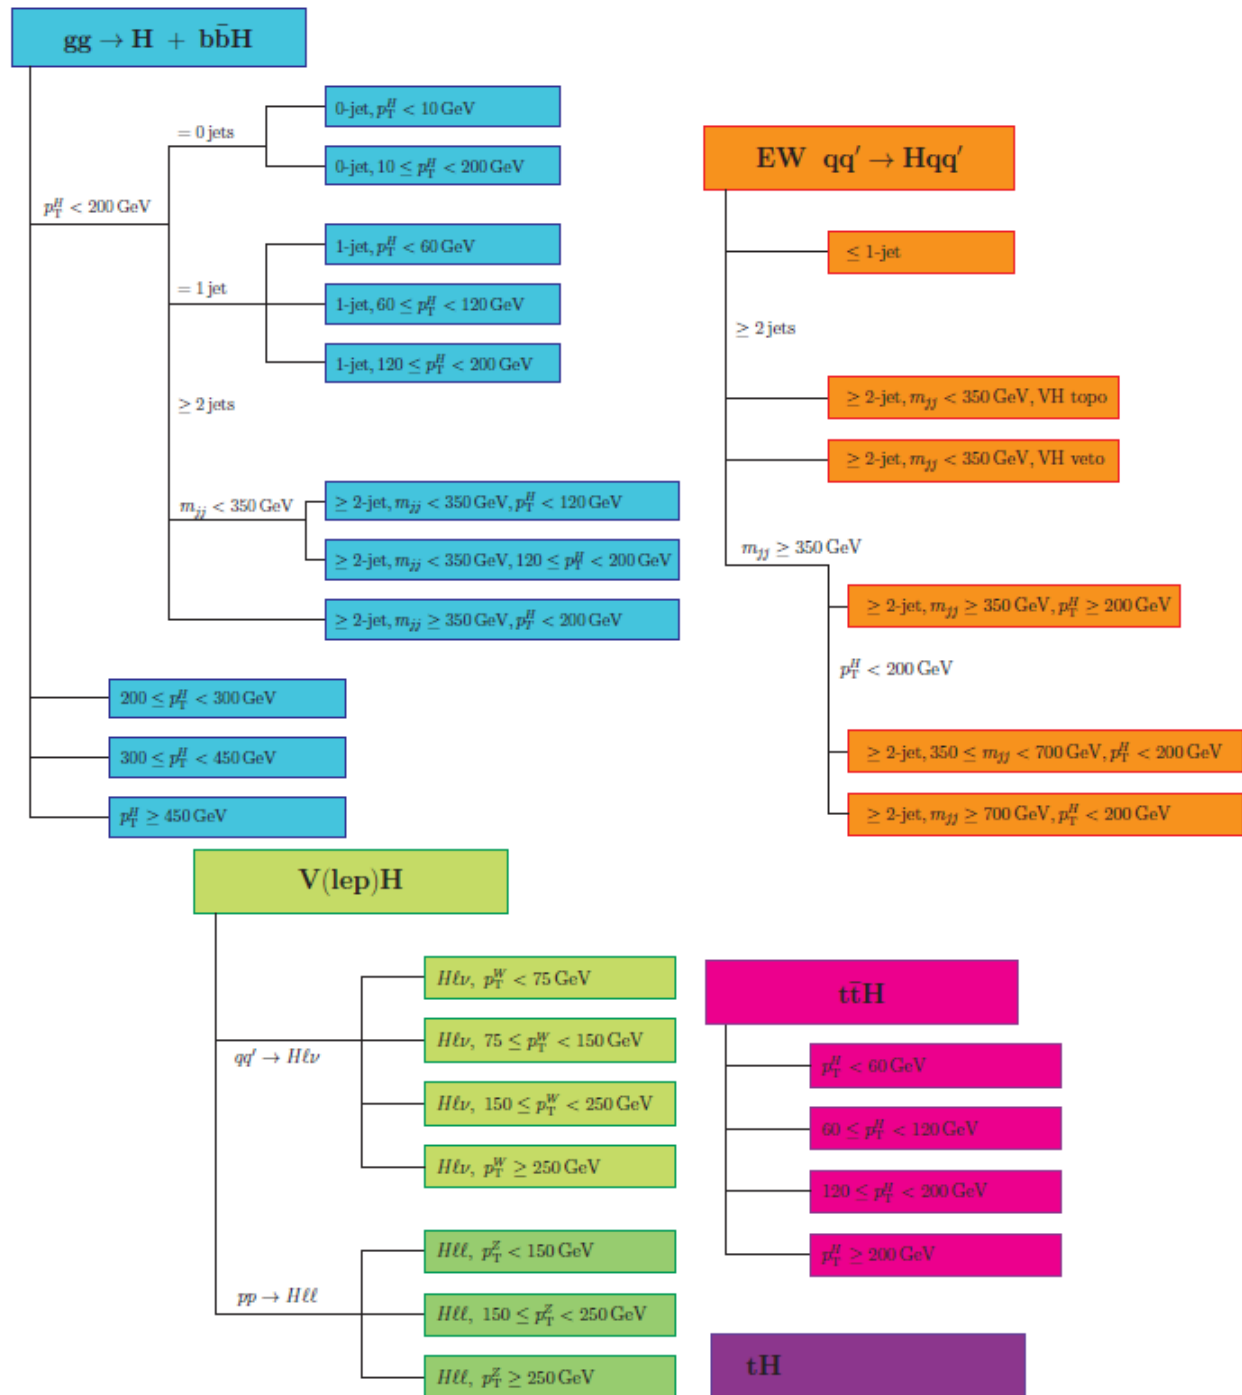 gg → H + bb̄H
= 0 jets
0-jet, p_T^H < 10 GeV
0-jet, 10 ≤ p_T^H < 200 GeV
p_T^H < 200 GeV
= 1 jet
1-jet, p_T^H < 60 GeV
1-jet, 60 ≤ p_T^H < 120 GeV
1-jet, 120 ≤ p_T^H < 200 GeV
≥ 2 jets
m_jj < 350 GeV
≥ 2-jet, m_jj < 350 GeV, p_T^H < 120 GeV
≥ 2-jet, m_jj < 350 GeV, 120 ≤ p_T^H < 200 GeV
≥ 2-jet, m_jj ≥ 350 GeV, p_T^H < 200 GeV
200 ≤ p_T^H < 300 GeV
300 ≤ p_T^H < 450 GeV
p_T^H ≥ 450 GeV
EW qq′ → Hqq′
≤ 1-jet
≥ 2 jets
≥ 2-jet, m_jj < 350 GeV, VH topo
≥ 2-jet, m_jj < 350 GeV, VH veto
m_jj ≥ 350 GeV
≥ 2-jet, m_jj ≥ 350 GeV, p_T^H ≥ 200 GeV
p_T^H < 200 GeV
≥ 2-jet, 350 ≤ m_jj < 700 GeV, p_T^H < 200 GeV
≥ 2-jet, m_jj ≥ 700 GeV, p_T^H < 200 GeV
V(lep)H
qq′ → Hℓν
Hℓν, p_T^W < 75 GeV
Hℓν, 75 ≤ p_T^W < 150 GeV
Hℓν, 150 ≤ p_T^W < 250 GeV
Hℓν, p_T^W ≥ 250 GeV
pp → Hℓℓ
Hℓℓ, p_T^Z < 150 GeV
Hℓℓ, 150 ≤ p_T^Z < 250 GeV
Hℓℓ, p_T^Z ≥ 250 GeV
tt̄H
p_T^H < 60 GeV
60 ≤ p_T^H < 120 GeV
120 ≤ p_T^H < 200 GeV
p_T^H ≥ 200 GeV
tH